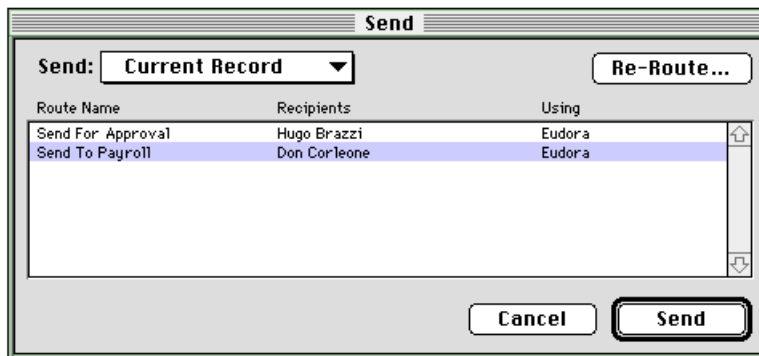 Send
Send: Current Record Re-Route...
Route Name Recipients Using
Send For Approval Hugo Brazzi Eudora
Send To Payroll Don Corleone Eudora
Cancel Send